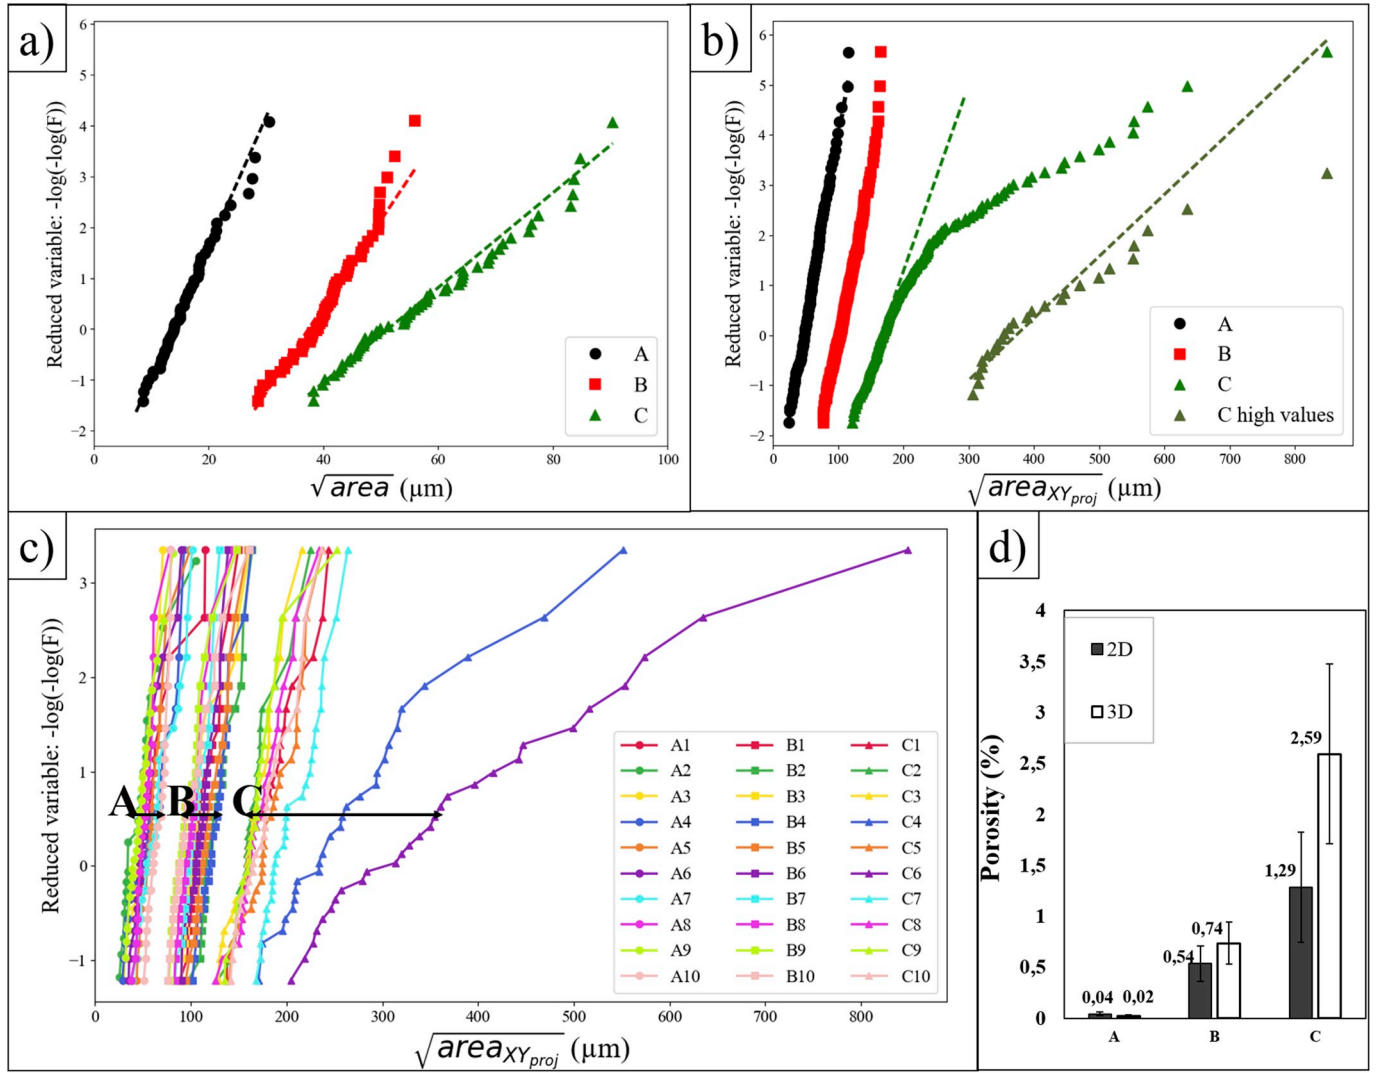 a)
6
5
4
3
2
1
0
−1
−2
Reduced variable: -log(-log(F))
0
20
40
60
80
100
√area (µm)
A
B
C
b)
6
5
4
3
2
1
0
−1
−2
Reduced variable: -log(-log(F))
0
100
200
300
400
500
600
700
800
√areaXYproj (µm)
A
B
C
C high values
c)
3
2
1
0
−1
Reduced variable: -log(-log(F))
A
B
C
0
100
200
300
400
500
600
700
800
√areaXYproj (µm)
A1 B1 C1
A2 B2 C2
A3 B3 C3
A4 B4 C4
A5 B5 C5
A6 B6 C6
A7 B7 C7
A8 B8 C8
A9 B9 C9
A10 B10 C10
d)
4
3,5
3
2,5
2
1,5
1
0,5
0
Porosity (%)
2D
3D
0,04
0,02
0,54
0,74
1,29
2,59
A
B
C